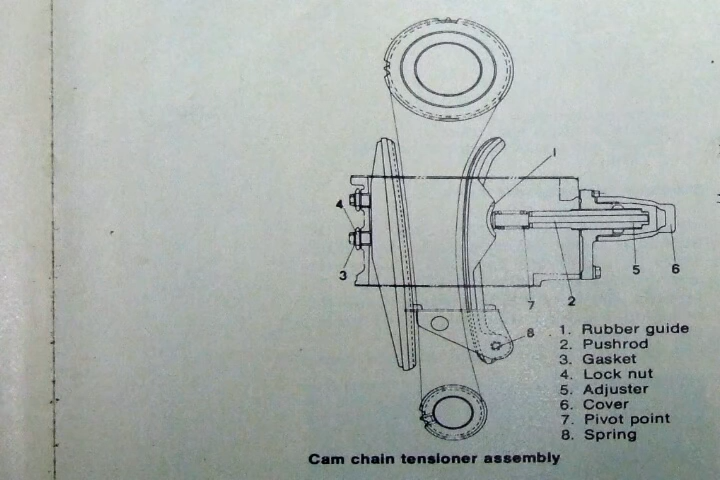 1
4
3
7
2
5
6
8
1. Rubber guide
2. Pushrod
3. Gasket
4. Lock nut
5. Adjuster
6. Cover
7. Pivot point
8. Spring
Cam chain tensioner assembly